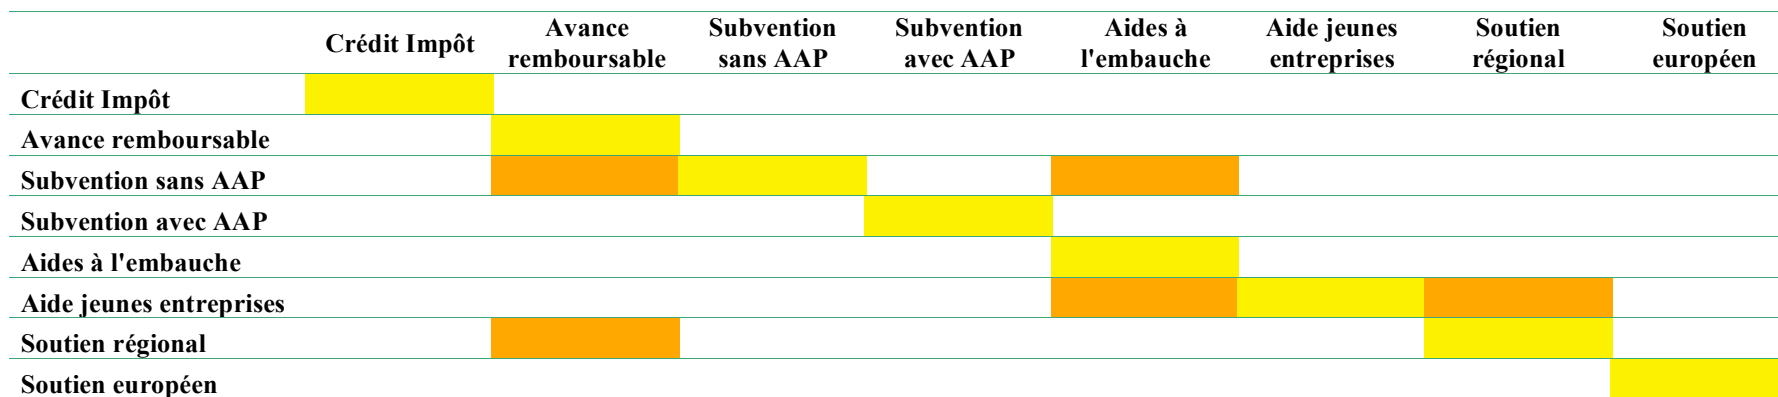 Crédit Impôt Avance remboursable Subvention sans AAP Subvention avec AAP Aides à l'embauche Aide jeunes entreprises Soutien régional Soutien européen
Crédit Impôt
Avance remboursable
Subvention sans AAP
Subvention avec AAP
Aides à l'embauche
Aide jeunes entreprises
Soutien régional
Soutien européen